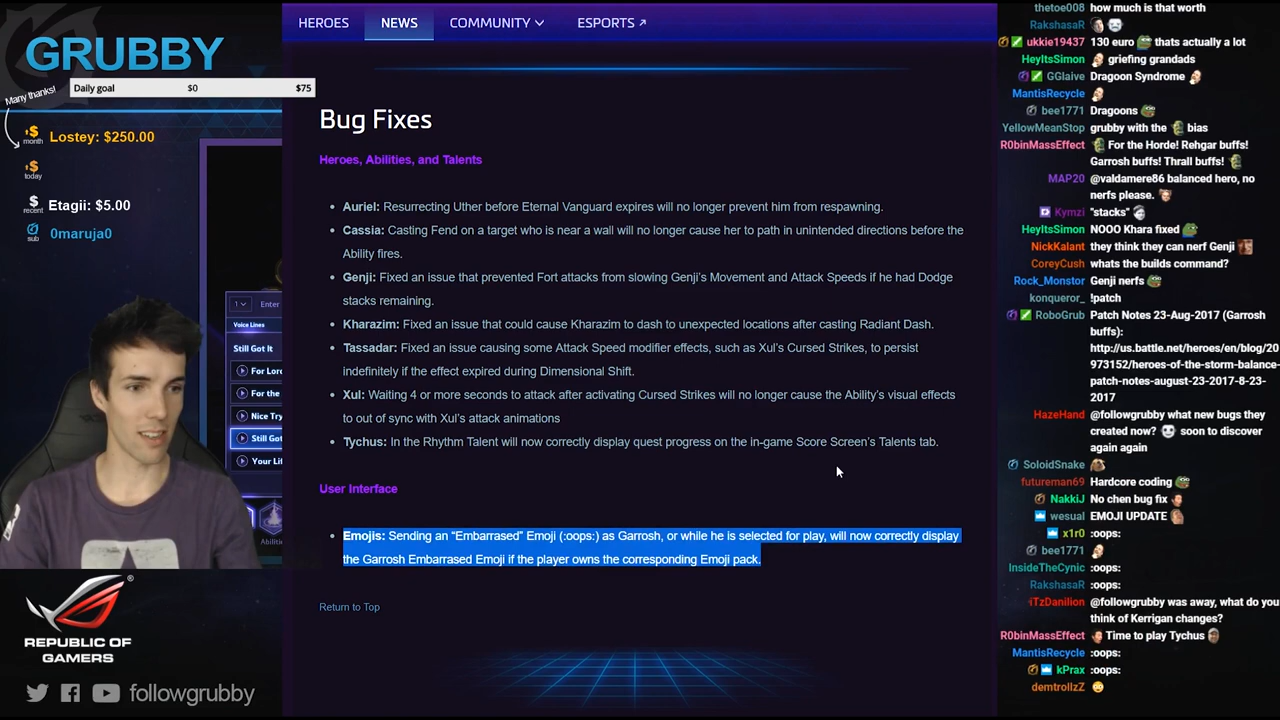 GRUBBY
Many thanks!
Daily goal $0 $75
$ month Lostey: $250.00
$ today
$ recent Etagii: $5.00
sub 0maruja0
1 Enter
Voice Lines
Still Got It
For Lor
For the
Nice Try
Still Got
Your Lif
Abiliti
REPUBLIC OF
GAMERS
followgrubby
HEROES NEWS COMMUNITY ESPORTS
Bug Fixes
Heroes, Abilities, and Talents
Auriel: Resurrecting Uther before Eternal Vanguard expires will no longer prevent him from respawning.
Cassia: Casting Fend on a target who is near a wall will no longer cause her to path in unintended directions before the
Ability fires.
Genji: Fixed an issue that prevented Fort attacks from slowing Genji's Movement and Attack Speeds if he had Dodge
stacks remaining.
Kharazim: Fixed an issue that could cause Kharazim to dash to unexpected locations after casting Radiant Dash.
Tassadar: Fixed an issue causing some Attack Speed modifier effects, such as Xul's Cursed Strikes, to persist
indefinitely if the effect expired during Dimensional Shift.
Xul: Waiting 4 or more seconds to attack after activating Cursed Strikes will no longer cause the Ability's visual effects
to out of sync with Xul's attack animations
Tychus: In the Rhythm Talent will now correctly display quest progress on the in-game Score Screen's Talents tab.
User Interface
Emojis: Sending an "Embarrased" Emoji (:oops:) as Garrosh, or while he is selected for play, will now correctly display
the Garrosh Embarrased Emoji if the player owns the corresponding Emoji pack.
Return to Top
thetoe008 how much is that worth
RakshasaR
ukkie19437 130 euro thats actually a lot
HeyItsSimon griefing grandads
GGlaive Dragoon Syndrome
MantisRecycle
bee1771 Dragoons
YellowMeanStop grubby with the bias
R0binMassEffect For the Horde! Rehgar buffs!
Garrosh buffs! Thrall buffs!
MAP20 @valdamere86 balanced hero, no
nerfs please.
Kymzi "stacks"
HeyItsSimon NOOO Khara fixed
NickKalant they think they can nerf Genji
CoreyCush whats the builds command?
Rock_Monstor Genji nerfs
konqueror_ !patch
RoboGrub Patch Notes 23-Aug-2017 (Garrosh
buffs):
http://us.battle.net/heroes/en/blog/20
973152/heroes-of-the-storm-balance-
patch-notes-august-23-2017-8-23-
2017
HazeHand @followgrubby what new bugs they
created now? soon to discover
again again
SoloidSnake
futureman69 Hardcore coding
NakkiJ No chen bug fix
wesual EMOJI UPDATE
x1r0 :oops:
bee1771
InsideTheCynic :oops:
RakshasaR :oops:
iTzDanilion @followgrubby was away, what do you
think of Kerrigan changes?
R0binMassEffect Time to play Tychus
MantisRecycle :oops:
kPrax :oops:
demtrollzZ